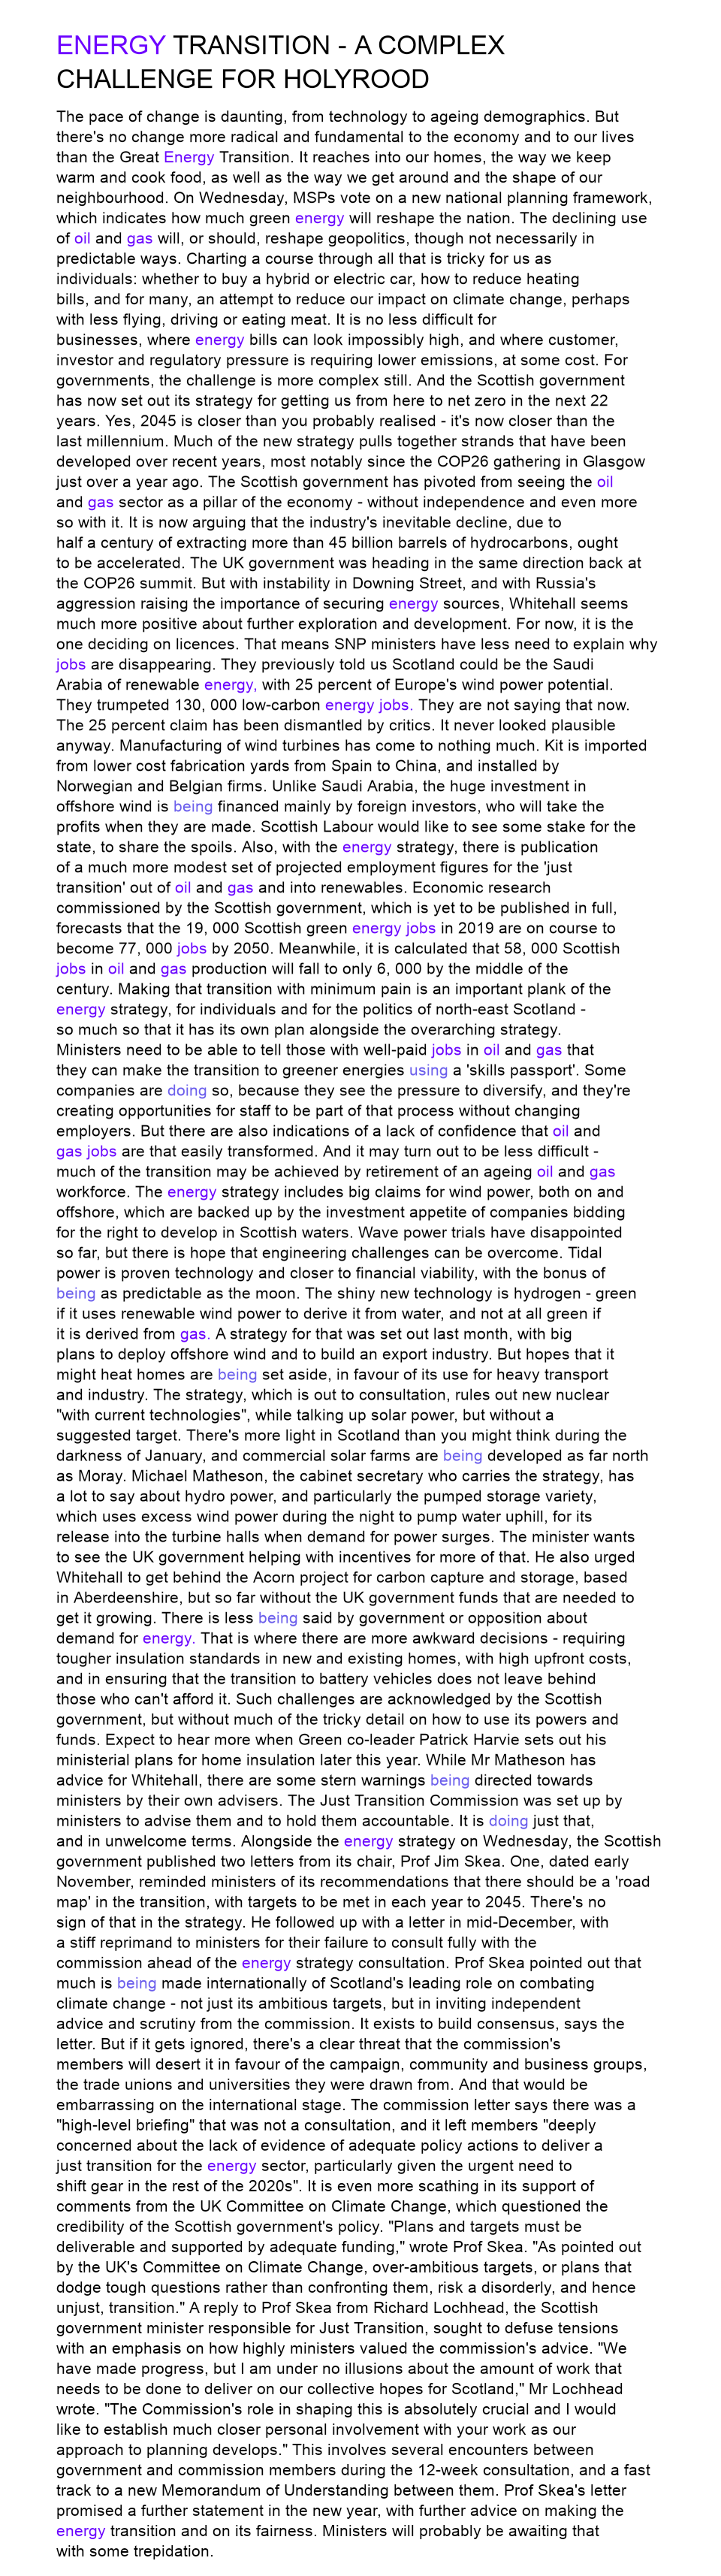 ENERGY TRANSITION - A COMPLEX
CHALLENGE FOR HOLYROOD
The pace of change is daunting, from technology to ageing demographics. But
there's no change more radical and fundamental to the economy and to our lives
than the Great Energy Transition. It reaches into our homes, the way we keep
warm and cook food, as well as the way we get around and the shape of our
neighbourhood. On Wednesday, MSPs vote on a new national planning framework,
which indicates how much green energy will reshape the nation. The declining use
of oil and gas will, or should, reshape geopolitics, though not necessarily in
predictable ways. Charting a course through all that is tricky for us as
individuals: whether to buy a hybrid or electric car, how to reduce heating
bills, and for many, an attempt to reduce our impact on climate change, perhaps
with less flying, driving or eating meat. It is no less difficult for
businesses, where energy bills can look impossibly high, and where customer,
investor and regulatory pressure is requiring lower emissions, at some cost. For
governments, the challenge is more complex still. And the Scottish government
has now set out its strategy for getting us from here to net zero in the next 22
years. Yes, 2045 is closer than you probably realised - it's now closer than the
last millennium. Much of the new strategy pulls together strands that have been
developed over recent years, most notably since the COP26 gathering in Glasgow
just over a year ago. The Scottish government has pivoted from seeing the oil
and gas sector as a pillar of the economy - without independence and even more
so with it. It is now arguing that the industry's inevitable decline, due to
half a century of extracting more than 45 billion barrels of hydrocarbons, ought
to be accelerated. The UK government was heading in the same direction back at
the COP26 summit. But with instability in Downing Street, and with Russia's
aggression raising the importance of securing energy sources, Whitehall seems
much more positive about further exploration and development. For now, it is the
one deciding on licences. That means SNP ministers have less need to explain why
jobs are disappearing. They previously told us Scotland could be the Saudi
Arabia of renewable energy, with 25 percent of Europe's wind power potential.
They trumpeted 130, 000 low-carbon energy jobs. They are not saying that now.
The 25 percent claim has been dismantled by critics. It never looked plausible
anyway. Manufacturing of wind turbines has come to nothing much. Kit is imported
from lower cost fabrication yards from Spain to China, and installed by
Norwegian and Belgian firms. Unlike Saudi Arabia, the huge investment in
offshore wind is being financed mainly by foreign investors, who will take the
profits when they are made. Scottish Labour would like to see some stake for the
state, to share the spoils. Also, with the energy strategy, there is publication
of a much more modest set of projected employment figures for the 'just
transition' out of oil and gas and into renewables. Economic research
commissioned by the Scottish government, which is yet to be published in full,
forecasts that the 19, 000 Scottish green energy jobs in 2019 are on course to
become 77, 000 jobs by 2050. Meanwhile, it is calculated that 58, 000 Scottish
jobs in oil and gas production will fall to only 6, 000 by the middle of the
century. Making that transition with minimum pain is an important plank of the
energy strategy, for individuals and for the politics of north-east Scotland -
so much so that it has its own plan alongside the overarching strategy.
Ministers need to be able to tell those with well-paid jobs in oil and gas that
they can make the transition to greener energies using a 'skills passport'. Some
companies are doing so, because they see the pressure to diversify, and they're
creating opportunities for staff to be part of that process without changing
employers. But there are also indications of a lack of confidence that oil and
gas jobs are that easily transformed. And it may turn out to be less difficult -
much of the transition may be achieved by retirement of an ageing oil and gas
workforce. The energy strategy includes big claims for wind power, both on and
offshore, which are backed up by the investment appetite of companies bidding
for the right to develop in Scottish waters. Wave power trials have disappointed
so far, but there is hope that engineering challenges can be overcome. Tidal
power is proven technology and closer to financial viability, with the bonus of
being as predictable as the moon. The shiny new technology is hydrogen - green
if it uses renewable wind power to derive it from water, and not at all green if
it is derived from gas. A strategy for that was set out last month, with big
plans to deploy offshore wind and to build an export industry. But hopes that it
might heat homes are being set aside, in favour of its use for heavy transport
and industry. The strategy, which is out to consultation, rules out new nuclear
"with current technologies", while talking up solar power, but without a
suggested target. There's more light in Scotland than you might think during the
darkness of January, and commercial solar farms are being developed as far north
as Moray. Michael Matheson, the cabinet secretary who carries the strategy, has
a lot to say about hydro power, and particularly the pumped storage variety,
which uses excess wind power during the night to pump water uphill, for its
release into the turbine halls when demand for power surges. The minister wants
to see the UK government helping with incentives for more of that. He also urged
Whitehall to get behind the Acorn project for carbon capture and storage, based
in Aberdeenshire, but so far without the UK government funds that are needed to
get it growing. There is less being said by government or opposition about
demand for energy. That is where there are more awkward decisions - requiring
tougher insulation standards in new and existing homes, with high upfront costs,
and in ensuring that the transition to battery vehicles does not leave behind
those who can't afford it. Such challenges are acknowledged by the Scottish
government, but without much of the tricky detail on how to use its powers and
funds. Expect to hear more when Green co-leader Patrick Harvie sets out his
ministerial plans for home insulation later this year. While Mr Matheson has
advice for Whitehall, there are some stern warnings being directed towards
ministers by their own advisers. The Just Transition Commission was set up by
ministers to advise them and to hold them accountable. It is doing just that,
and in unwelcome terms. Alongside the energy strategy on Wednesday, the Scottish
government published two letters from its chair, Prof Jim Skea. One, dated early
November, reminded ministers of its recommendations that there should be a 'road
map' in the transition, with targets to be met in each year to 2045. There's no
sign of that in the strategy. He followed up with a letter in mid-December, with
a stiff reprimand to ministers for their failure to consult fully with the
commission ahead of the energy strategy consultation. Prof Skea pointed out that
much is being made internationally of Scotland's leading role on combating
climate change - not just its ambitious targets, but in inviting independent
advice and scrutiny from the commission. It exists to build consensus, says the
letter. But if it gets ignored, there's a clear threat that the commission's
members will desert it in favour of the campaign, community and business groups,
the trade unions and universities they were drawn from. And that would be
embarrassing on the international stage. The commission letter says there was a
"high-level briefing" that was not a consultation, and it left members "deeply
concerned about the lack of evidence of adequate policy actions to deliver a
just transition for the energy sector, particularly given the urgent need to
shift gear in the rest of the 2020s". It is even more scathing in its support of
comments from the UK Committee on Climate Change, which questioned the
credibility of the Scottish government's policy. "Plans and targets must be
deliverable and supported by adequate funding," wrote Prof Skea. "As pointed out
by the UK's Committee on Climate Change, over-ambitious targets, or plans that
dodge tough questions rather than confronting them, risk a disorderly, and hence
unjust, transition." A reply to Prof Skea from Richard Lochhead, the Scottish
government minister responsible for Just Transition, sought to defuse tensions
with an emphasis on how highly ministers valued the commission's advice. "We
have made progress, but I am under no illusions about the amount of work that
needs to be done to deliver on our collective hopes for Scotland," Mr Lochhead
wrote. "The Commission's role in shaping this is absolutely crucial and I would
like to establish much closer personal involvement with your work as our
approach to planning develops." This involves several encounters between
government and commission members during the 12-week consultation, and a fast
track to a new Memorandum of Understanding between them. Prof Skea's letter
promised a further statement in the new year, with further advice on making the
energy transition and on its fairness. Ministers will probably be awaiting that
with some trepidation.